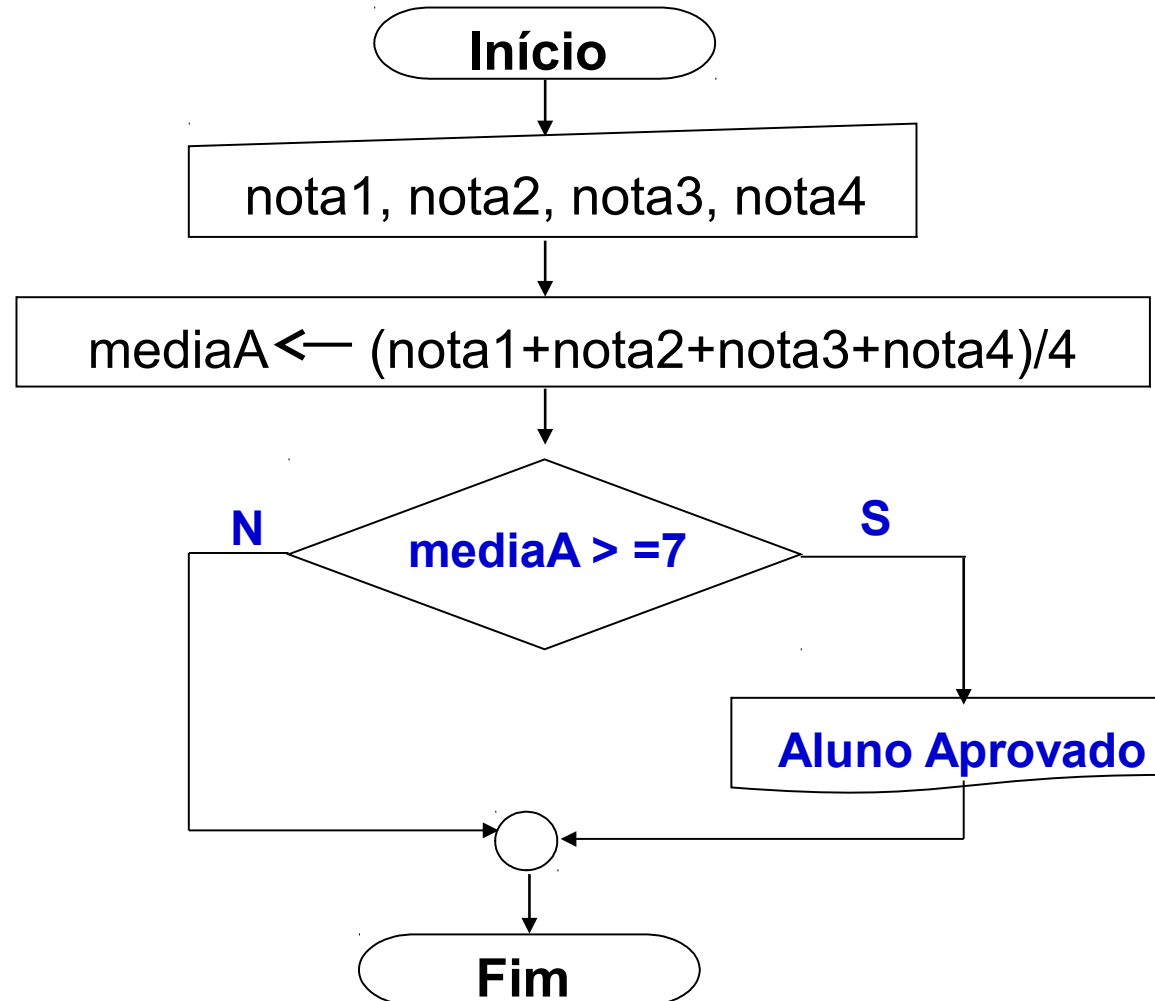 Início
nota1, nota2, nota3, nota4
mediaA <— (nota1+nota2+nota3+nota4)/4
N
mediaA > =7
S
Aluno Aprovado
Fim